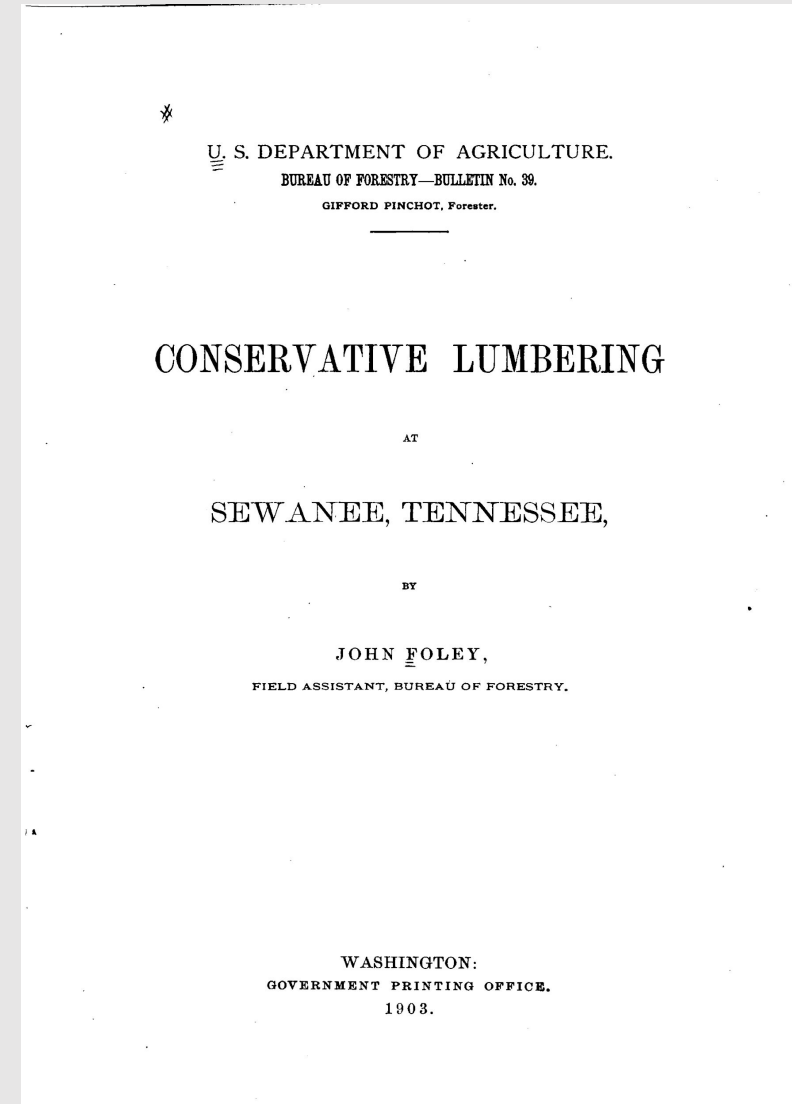 U. S. DEPARTMENT OF AGRICULTURE.
BUREAU OF FORESTRY—BULLETIN No. 39.
GIFFORD PINCHOT, Forester.
CONSERVATIVE LUMBERING
AT
SEWANEE, TENNESSEE,
BY
JOHN FOLEY,
FIELD ASSISTANT, BUREAU OF FORESTRY.
WASHINGTON:
GOVERNMENT PRINTING OFFICE.
1903.